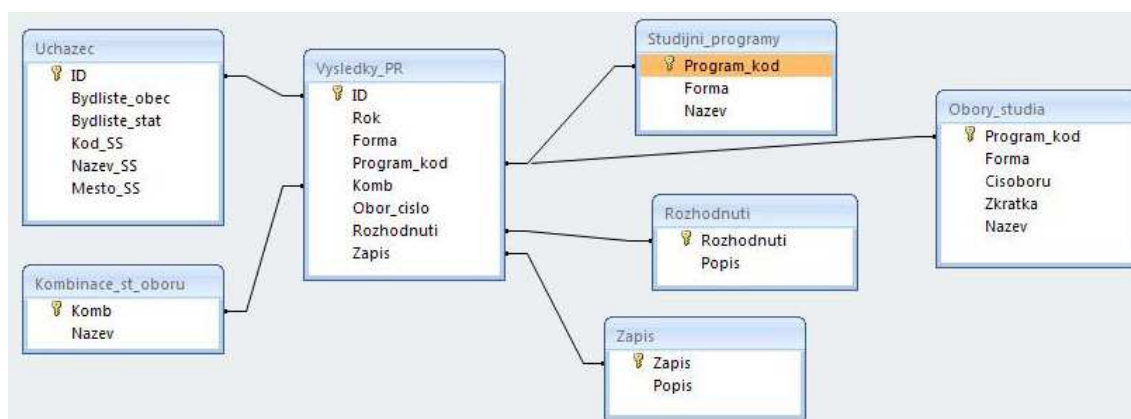 Uchazec
ID
Bydliste_obec
Bydliste_stat
Kod_SS
Nazev_SS
Mesto_SS
Kombinace_st_oboru
Komb
Nazev
Vysledky_PR
ID
Rok
Forma
Program_kod
Komb
Obor_cislo
Rozhodnuti
Zapis
Studijni_programy
Program_kod
Forma
Nazev
Rozhodnuti
Rozhodnuti
Popis
Zapis
Zapis
Popis
Obory_studia
Program_kod
Forma
Cisoboru
Zkratka
Nazev